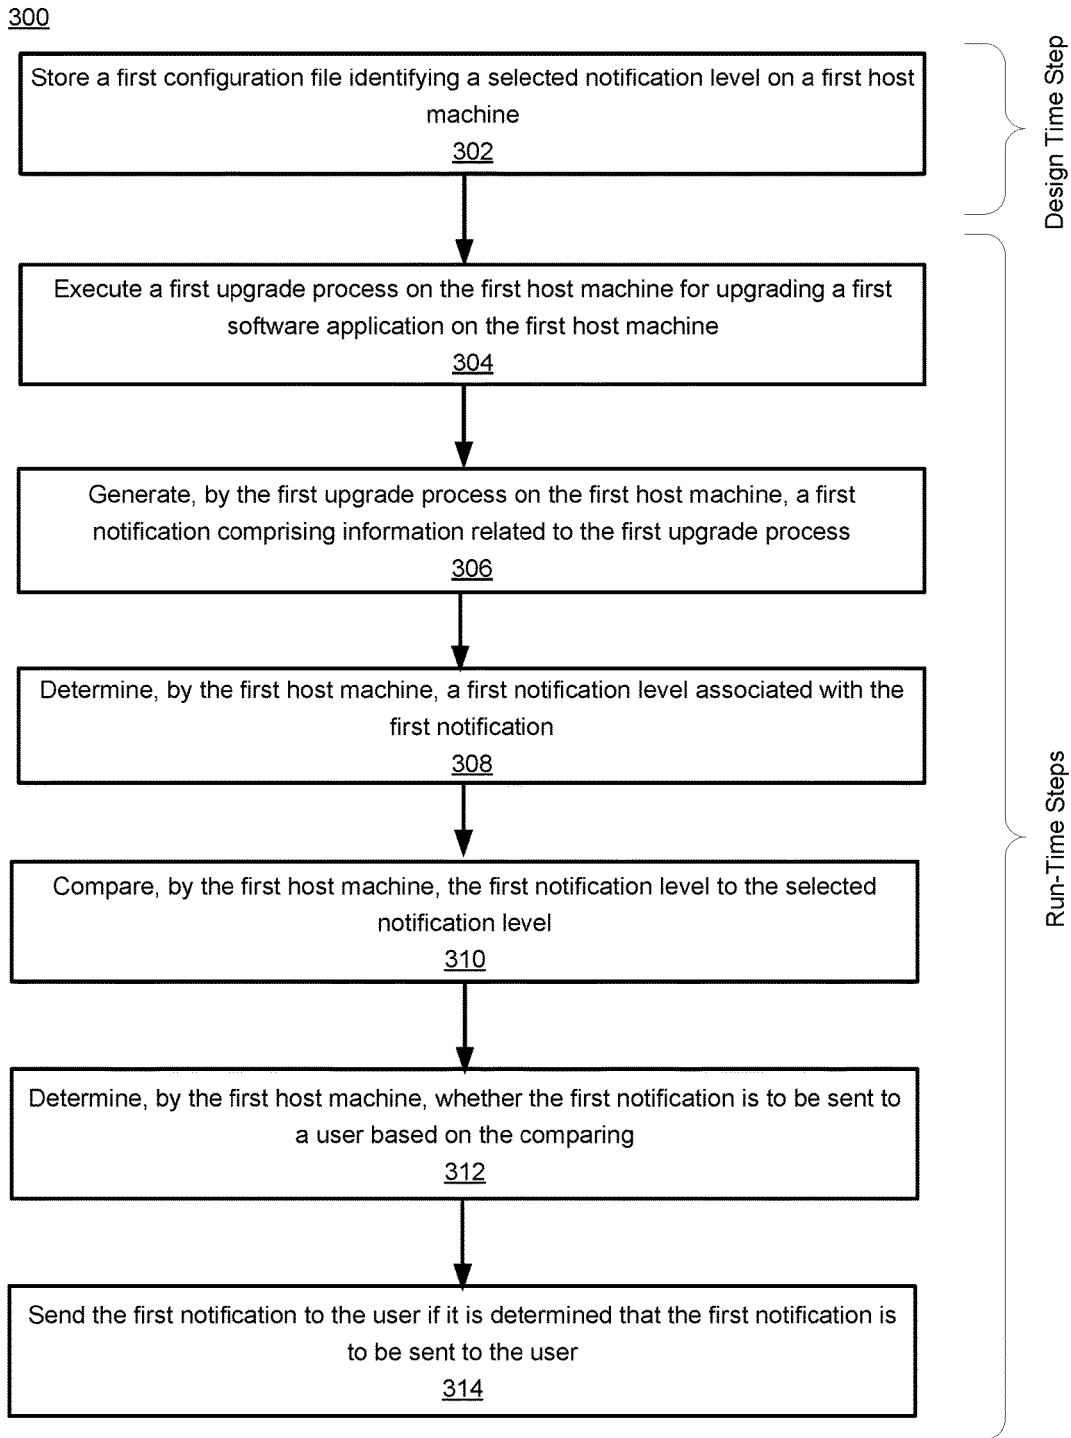 300
Store a first configuration file identifying a selected notification level on a first host
machine
302
Execute a first upgrade process on the first host machine for upgrading a first
software application on the first host machine
304
Generate, by the first upgrade process on the first host machine, a first
notification comprising information related to the first upgrade process
306
Determine, by the first host machine, a first notification level associated with the
first notification
308
Compare, by the first host machine, the first notification level to the selected
notification level
310
Determine, by the first host machine, whether the first notification is to be sent to
a user based on the comparing
312
Send the first notification to the user if it is determined that the first notification is
to be sent to the user
314
Design Time Step
Run-Time Steps